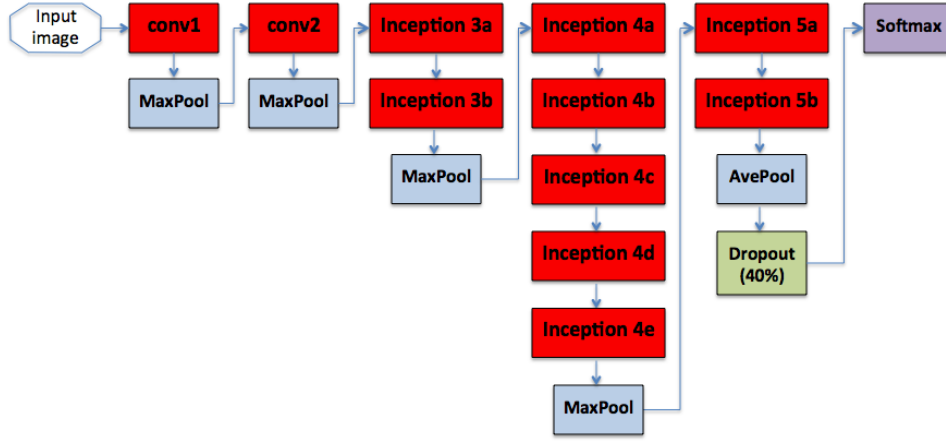 Input
image
conv1
MaxPool
conv2
MaxPool
Inception 3a
Inception 3b
MaxPool
Inception 4a
Inception 4b
Inception 4c
Inception 4d
Inception 4e
MaxPool
Inception 5a
Inception 5b
AvePool
Dropout
(40%)
Softmax